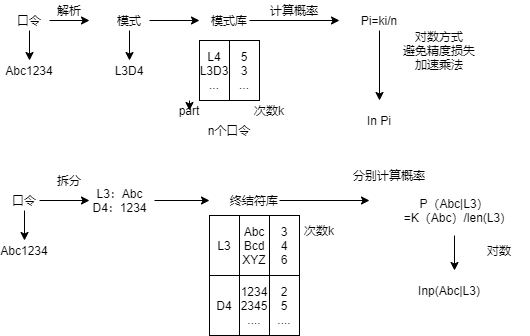 口令
解析
模式
模式库
计算概率
Pi=ki/n
Abc1234
L3D4
L4 5
L3D3 3
... ...
part
次数k
n个口令
对数方式
避免精度损失
加速乘法
ln Pi
口令
拆分
L3：Abc
D4：1234
终结符库
分别计算概率
Abc1234
L3
Abc 3
Bcd 4
XYZ 6
次数k
D4
1234 2
2345 5
.... ....
P（Abc|L3）
=K（Abc）/len(L3)
对数
lnp(Abc|L3)